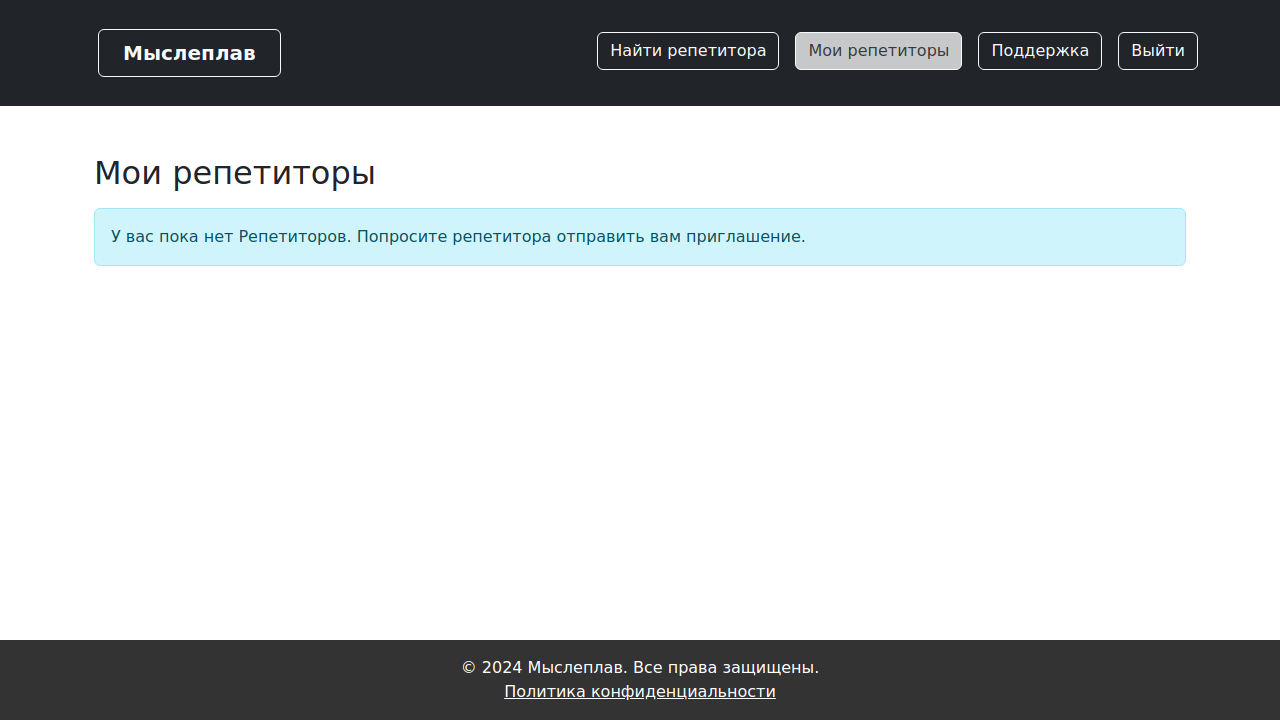 Мыслеплав
Найти репетитора
Мои репетиторы
Поддержка
Выйти
Мои репетиторы
У вас пока нет Репетиторов. Попросите репетитора отправить вам приглашение.
© 2024 Мыслеплав. Все права защищены.
Политика конфиденциальности